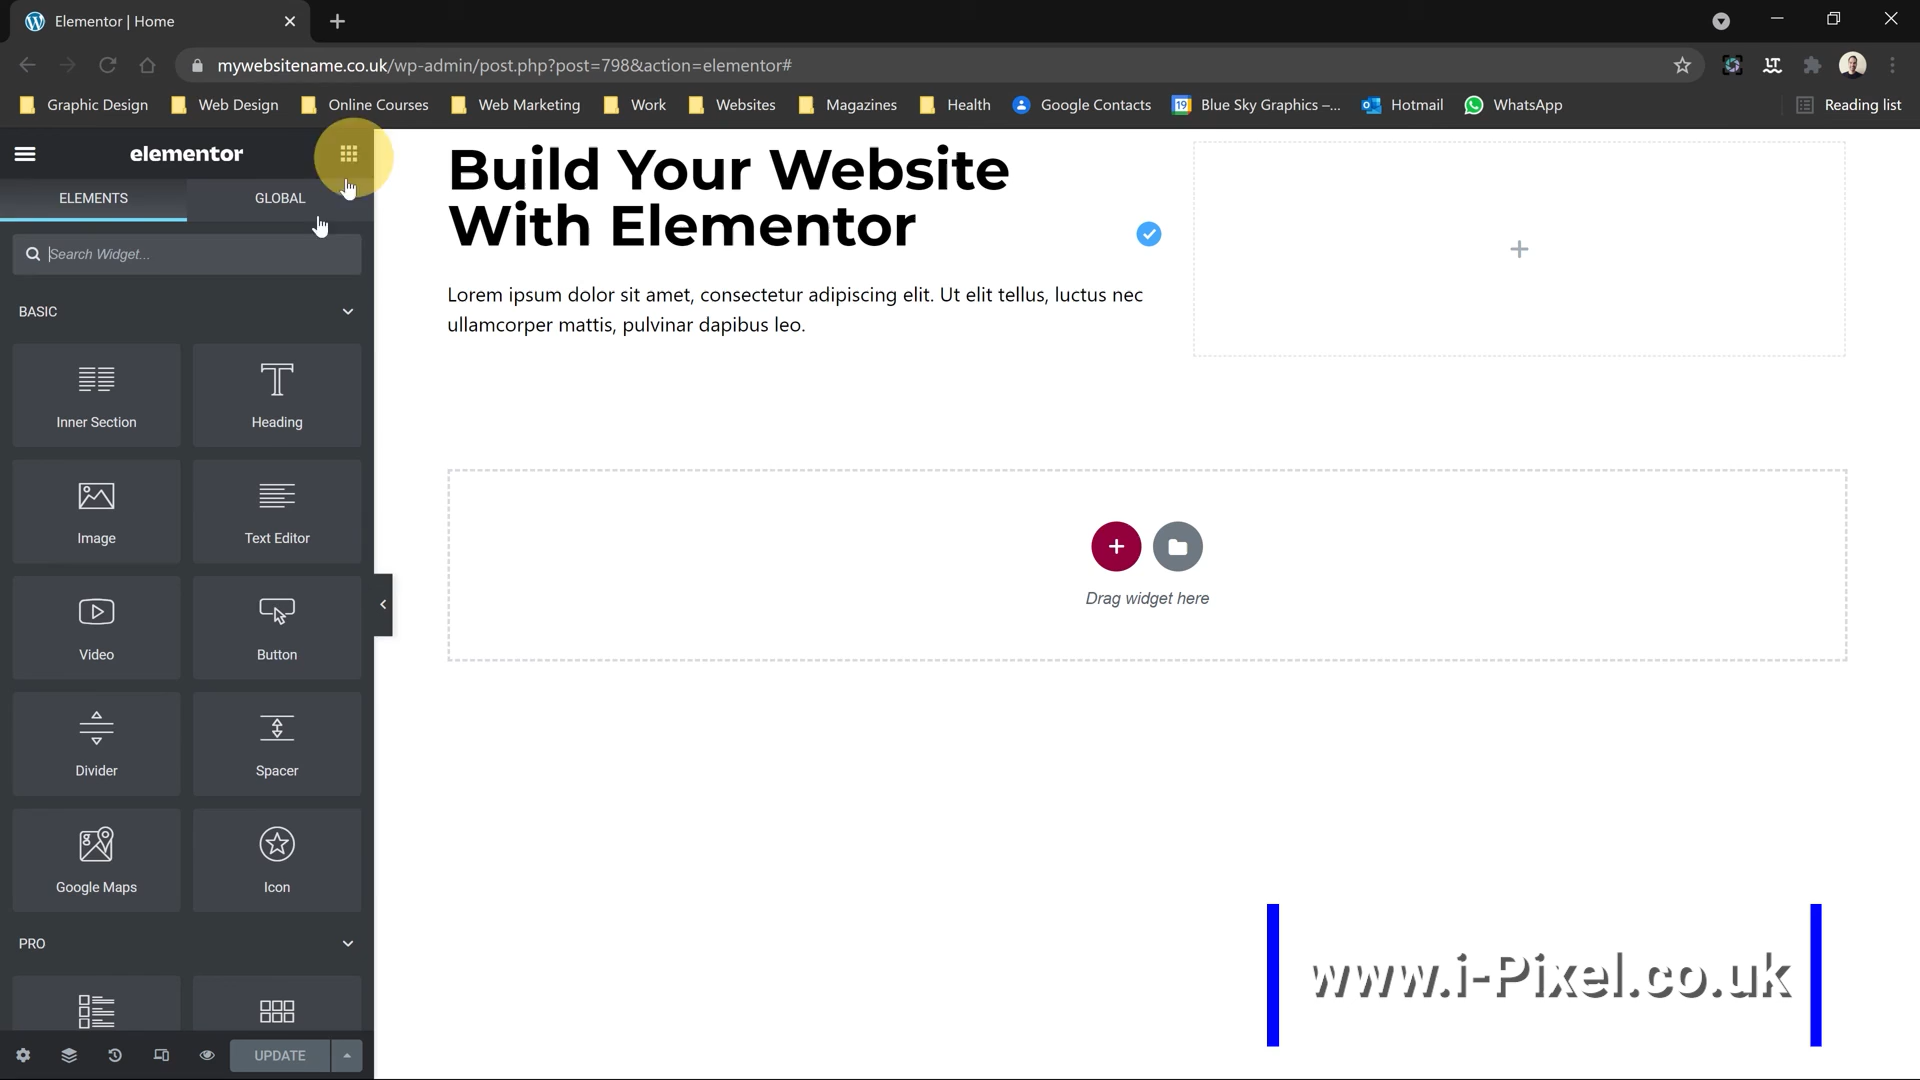 Elementor | Home
mywebsitename.co.uk/wp-admin/post.php?post=798&action=elementor#
Graphic Design
Web Design
Online Courses
Web Marketing
Work
Websites
Magazines
Health
Google Contacts
19
Blue Sky Graphics –...
Hotmail
WhatsApp
Reading list
elementor
ELEMENTS
GLOBAL
Search Widget...
BASIC
Inner Section
Heading
Image
Text Editor
Video
Button
Divider
Spacer
Google Maps
Icon
PRO
UPDATE
Build Your Website
With Elementor
Lorem ipsum dolor sit amet, consectetur adipiscing elit. Ut elit tellus, luctus nec
ullamcorper mattis, pulvinar dapibus leo.
Drag widget here
www.i-Pixel.co.uk